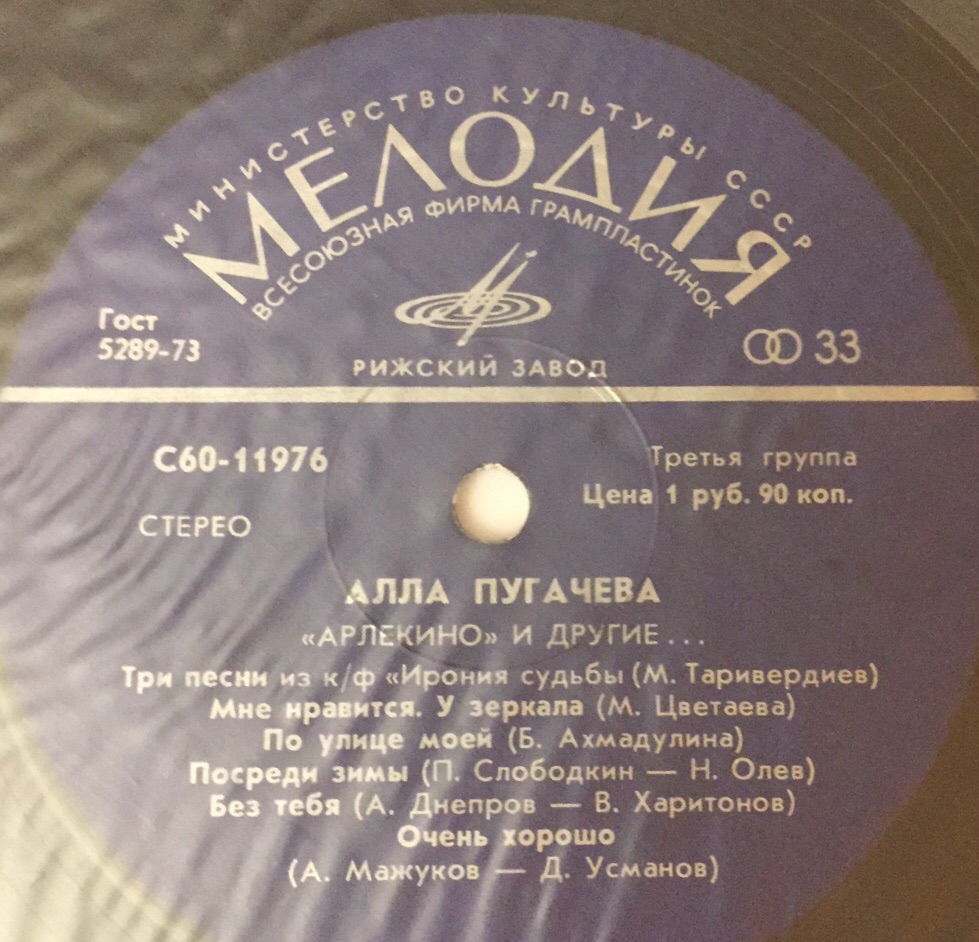 МИНИСТЕРСТВО КУЛЬТУРЫ СССР
МЕЛОДИЯ
ВСЕСОЮЗНАЯ ФИРМА ГРАМПЛАСТИНОК
Гост
5289-73
33
РИЖСКИЙ ЗАВОД
С60-11976
Третья группа
Цена 1 руб. 90 коп.
СТЕРЕО
АЛЛА ПУГАЧЕВА
«АРЛЕКИНО» И ДРУГИЕ...
Три песни из к/ф «Ирония судьбы (М. Таривердиев)
Мне нравится. У зеркала (М. Цветаева)
По улице моей (Б. Ахмадулина)
Посреди зимы (П. Слободкин — Н. Олев)
Без тебя (А. Днепров — В. Харитонов)
Очень хорошо
(А. Мажуков — Д. Усманов)